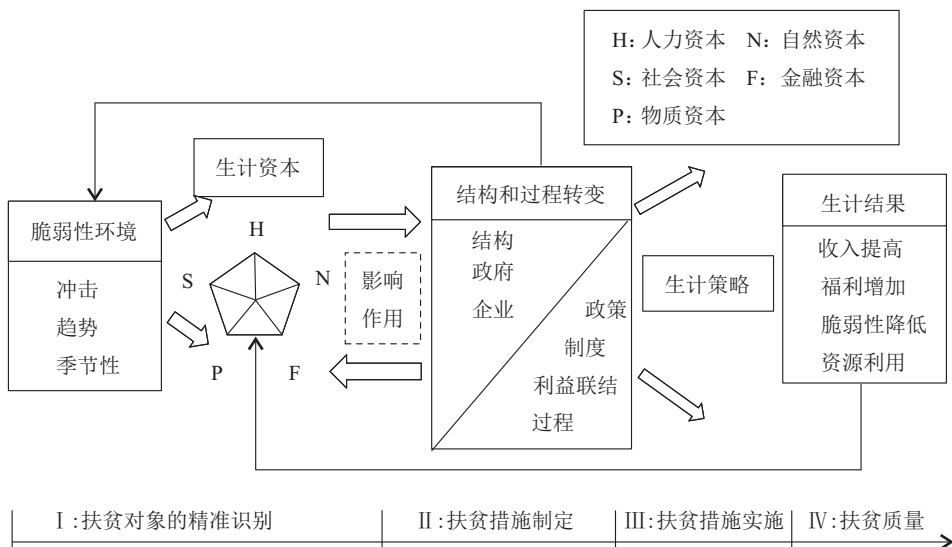 H: 人力资本 N: 自然资本
S: 社会资本 F: 金融资本
P: 物质资本
生计资本
脆弱性环境
冲击
趋势
季节性
H
S
N
P
F
影响
作用
结构和过程转变
结构
政府
企业
政策
制度
利益联结
过程
生计策略
生计结果
收入提高
福利增加
脆弱性降低
资源利用
Ⅰ:扶贫对象的精准识别
Ⅱ:扶贫措施制定
Ⅲ:扶贫措施实施
Ⅳ:扶贫质量